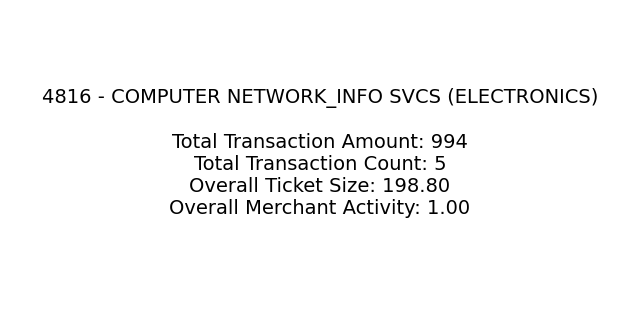 4816 - COMPUTER NETWORK_INFO SVCS (ELECTRONICS)
Total Transaction Amount: 994
Total Transaction Count: 5
Overall Ticket Size: 198.80
Overall Merchant Activity: 1.00